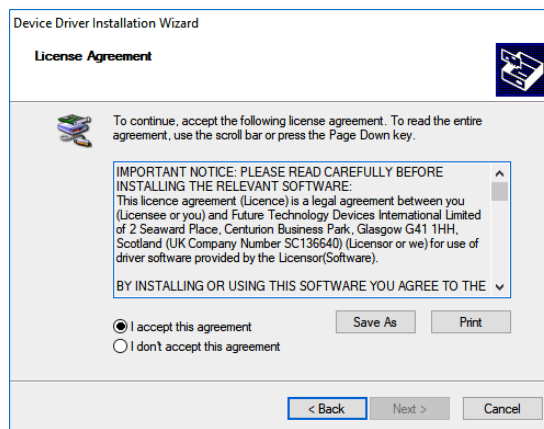 Device Driver Installation Wizard
License Agreement
To continue, accept the following license agreement. To read the entire
agreement, use the scroll bar or press the Page Down key.
IMPORTANT NOTICE: PLEASE READ CAREFULLY BEFORE
INSTALLING THE RELEVANT SOFTWARE:
This licence agreement (Licence) is a legal agreement between you
(Licensee or you) and Future Technology Devices International Limited
of 2 Seaward Place, Centurion Business Park, Glasgow G41 1HH,
Scotland (UK Company Number SC136640) (Licensor or we) for use of
driver software provided by the Licensor(Software).
BY INSTALLING OR USING THIS SOFTWARE YOU AGREE TO THE
I accept this agreement
Save As
Print
I don't accept this agreement
< Back
Next >
Cancel